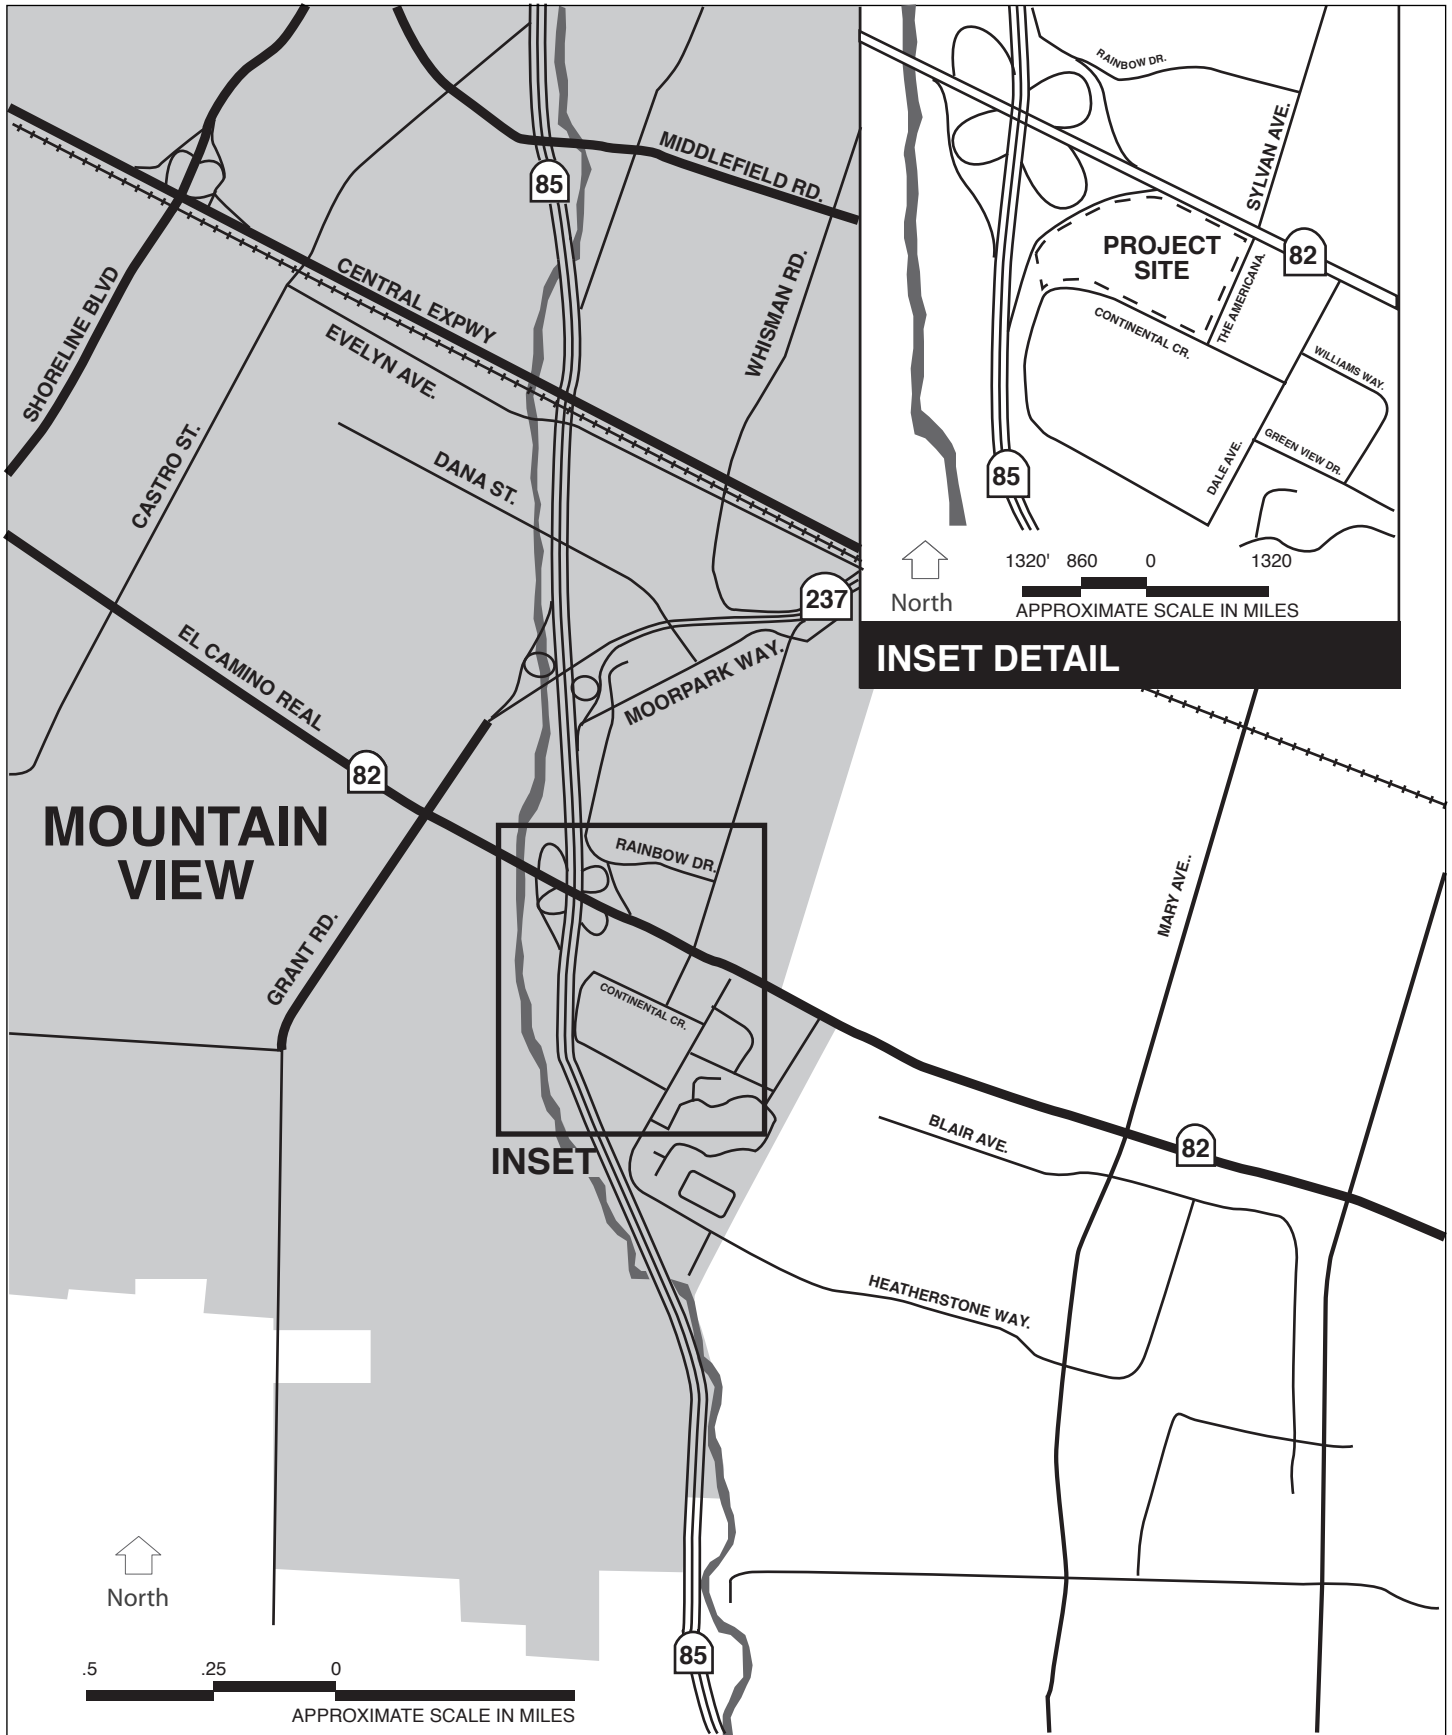 RAINBOW DR.
SYLVAN AVE.
MIDDLEFIELD RD.
85
PROJECT
SITE
82
THE AMERICANA.
CONTINENTAL CR.
WILLIAMS WAY.
GREEN VIEW DR.
DALE AVE.
85
1320' 860 0 1320
North
APPROXIMATE SCALE IN MILES
INSET DETAIL
SHORELINE BLVD
CENTRAL EXPWY
WHISMAN RD.
EVELYN AVE.
CASTRO ST.
DANA ST.
237
EL CAMINO REAL
MOORPARK WAY.
82
MOUNTAIN
VIEW
RAINBOW DR.
MARY AVE..
GRANT RD.
CONTINENTAL CR.
BLAIR AVE.
82
INSET
HEATHERSTONE WAY.
North
85
.5 .25 0
APPROXIMATE SCALE IN MILES